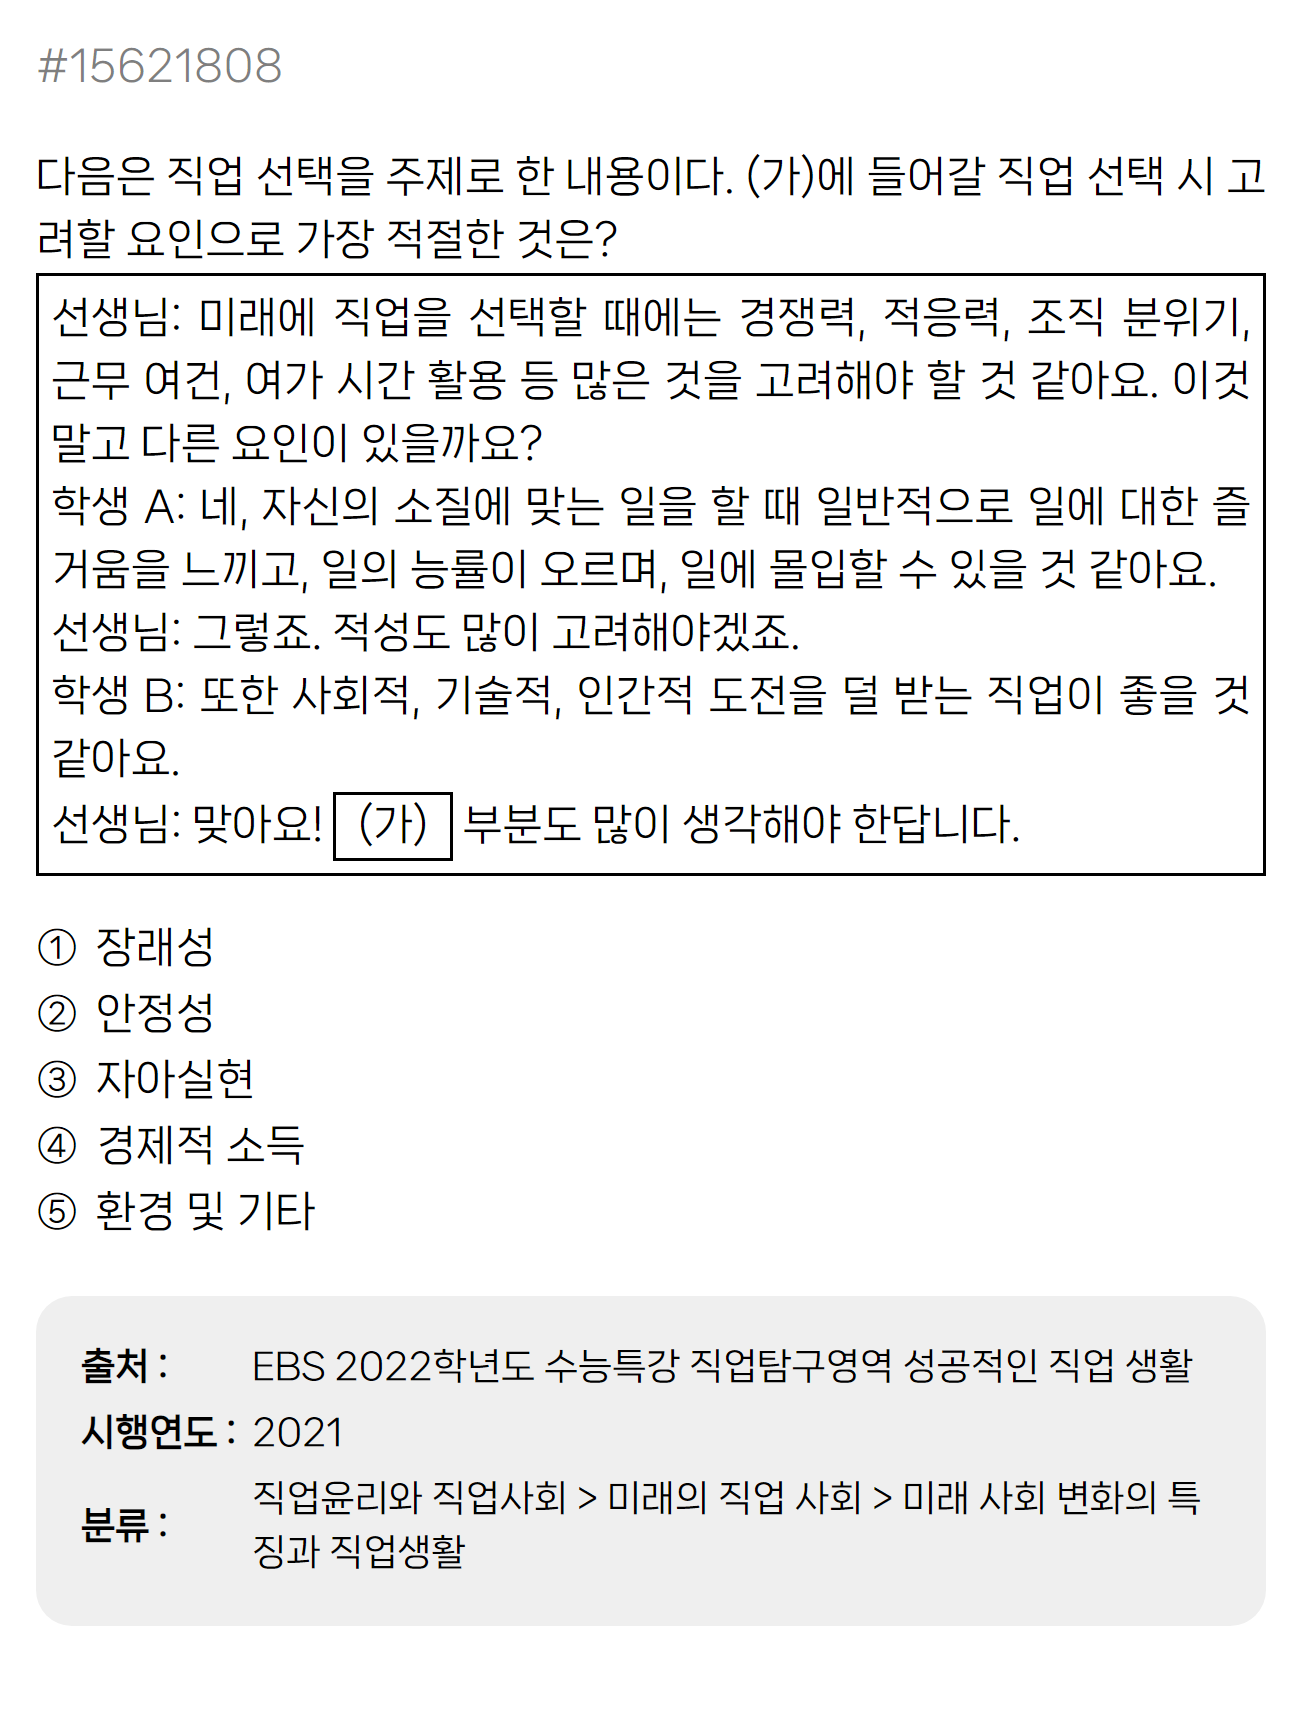 #15621808
다음은 직업 선택을 주제로 한 내용이다. (가)에 들어갈 직업 선택 시 고
려할 요인으로 가장 적절한 것은?
선생님: 미래에 직업을 선택할 때에는 경쟁력, 적응력, 조직 분위기,
근무 여건, 여가 시간 활용 등 많은 것을 고려해야 할 것 같아요. 이것
말고 다른 요인이 있을까요?
학생 A: 네, 자신의 소질에 맞는 일을 할 때 일반적으로 일에 대한 즐
거움을 느끼고, 일의 능률이 오르며, 일에 몰입할 수 있을 것 같아요.
선생님: 그렇죠. 적성도 많이 고려해야겠죠.
학생 B: 또한 사회적, 기술적, 인간적 도전을 덜 받는 직업이 좋을 것
같아요.
선생님: 맞아요! (가) 부분도 많이 생각해야 한답니다.
① 장래성
② 안정성
③ 자아실현
④ 경제적 소득
⑤ 환경 및 기타
출처 : EBS 2022학년도 수능특강 직업탐구영역 성공적인 직업 생활
시행연도 : 2021
분류 : 직업윤리와 직업사회 > 미래의 직업 사회 > 미래 사회 변화의 특
징과 직업생활